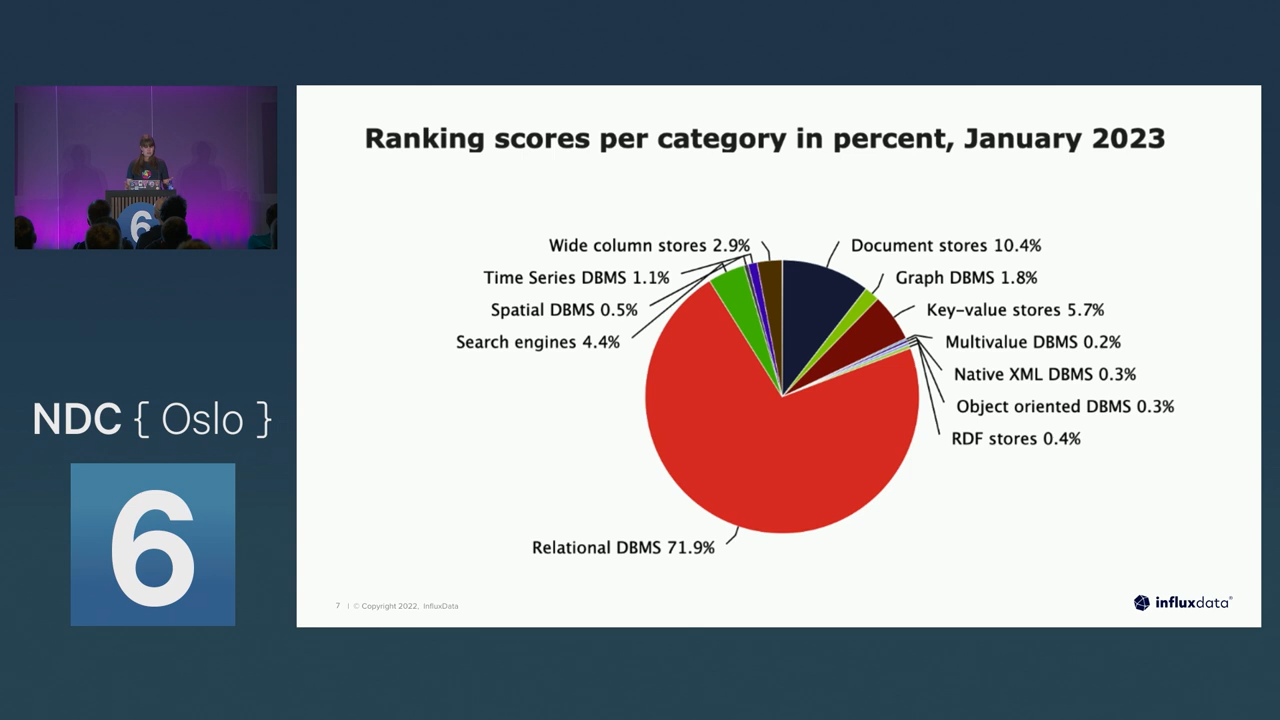 Ranking scores per category in percent, January 2023
Wide column stores 2.9%
Document stores 10.4%
Time Series DBMS 1.1%
Graph DBMS 1.8%
Spatial DBMS 0.5%
Key-value stores 5.7%
Search engines 4.4%
Multivalue DBMS 0.2%
Native XML DBMS 0.3%
Object oriented DBMS 0.3%
RDF stores 0.4%
Relational DBMS 71.9%
7 | © Copyright 2022, InfluxData
influxdata®
6
NDC { Oslo }
6